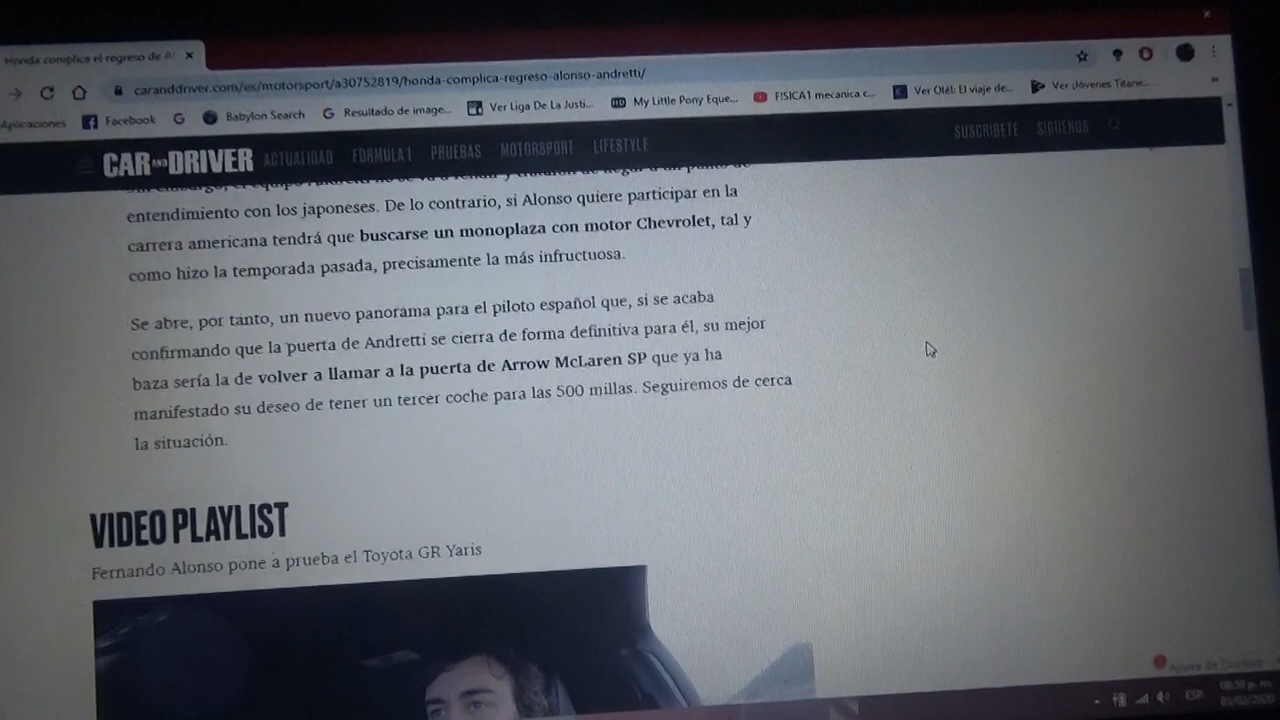 Honda complica el regreso de Al
caranddriver.com/es/motorsport/a30752819/honda-complica-regreso-alonso-andretti/
Aplicaciones Facebook Babylon Search Resultado de image... Ver Liga De La Justi... My Little Pony Eque... FISICA1 mecanica c... Ver Olé!: El viaje de... Ver ¡Jóvenes Titane...
CAR AND DRIVER ACTUALIDAD FÓRMULA 1 PRUEBAS MOTORSPORT LIFESTYLE SUSCRÍBETE SÍGUENOS
entendimiento con los japoneses. De lo contrario, si Alonso quiere participar en la
carrera americana tendrá que buscarse un monoplaza con motor Chevrolet, tal y
como hizo la temporada pasada, precisamente la más infructuosa.
Se abre, por tanto, un nuevo panorama para el piloto español que, si se acaba
confirmando que la puerta de Andretti se cierra de forma definitiva para él, su mejor
baza sería la de volver a llamar a la puerta de Arrow McLaren SP que ya ha
manifestado su deseo de tener un tercer coche para las 500 millas. Seguiremos de cerca
la situación.
VIDEO PLAYLIST
Fernando Alonso pone a prueba el Toyota GR Yaris
ESP